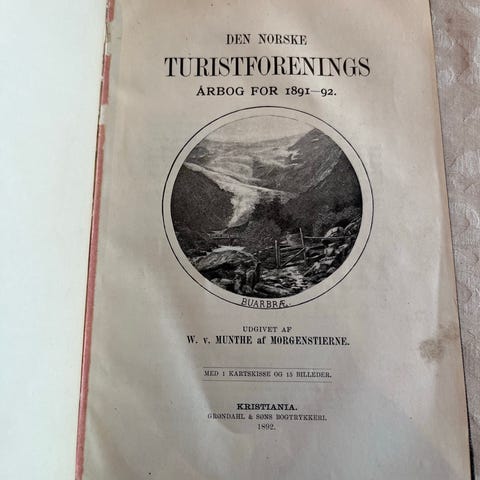 DEN NORSKE
TURISTFORENINGS
ÅRBOG FOR 1891—92.
BUARBRÆ.
UDGIVET AF
W. v. MUNTHE af MORGENSTIERNE.
MED 1 KARTSKISSE OG 15 BILLEDER.
KRISTIANIA.
GRØNDAHL & SØNS BOGTRYKKERI.
1892.